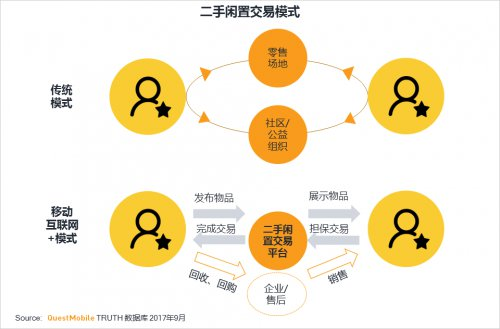 二手闲置交易模式
传统
模式
零售
场地
社区/
公益
组织
移动
互联网
+模式
发布物品
完成交易
二手闲
置交易
平台
展示物品
担保交易
回收、回购
企业/
售后
销售
Source: QuestMobile TRUTH 数据库 2017年9月